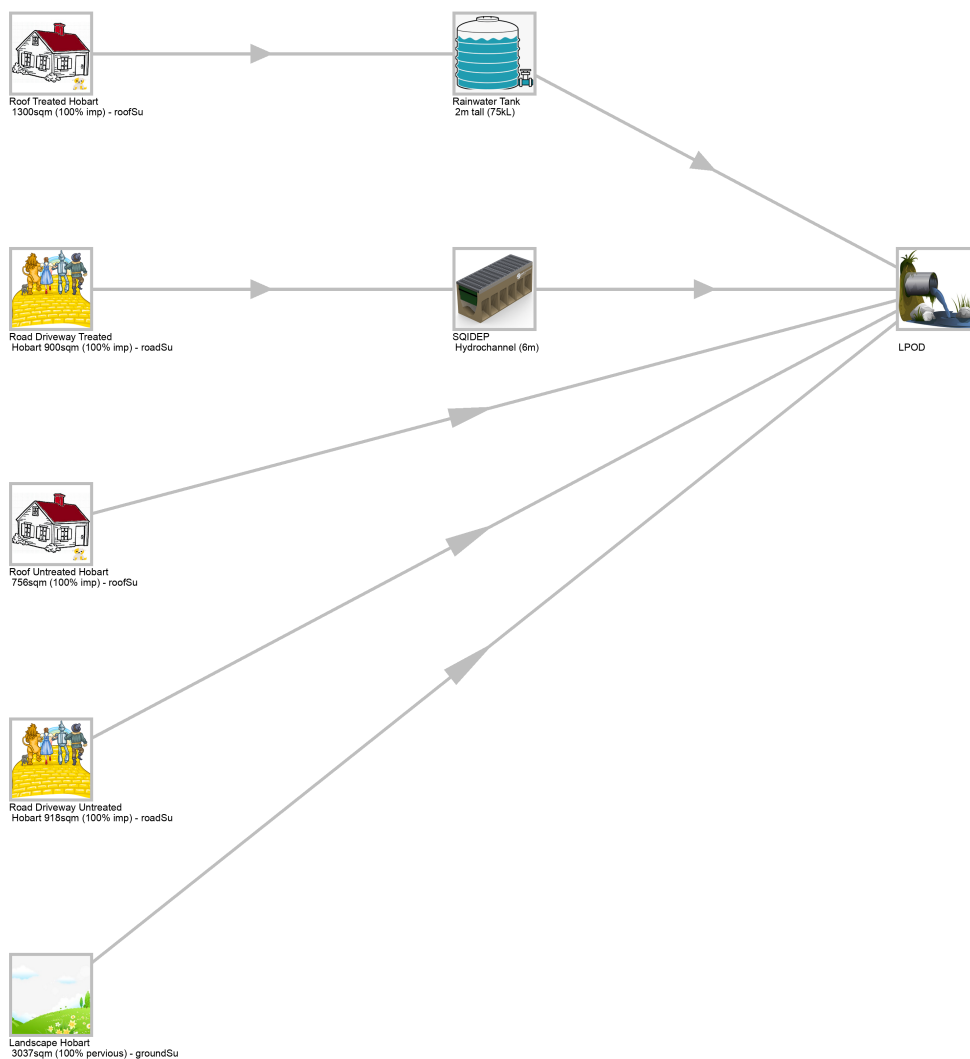 Roof Treated Hobart
1300sqm (100% imp) - roofSu
Rainwater Tank
2m tall (75kL)
Road Driveway Treated
Hobart 900sqm (100% imp) - roadSu
SQIDEP
Hydrochannel (6m)
LPOD
Roof Untreated Hobart
756sqm (100% imp) - roofSu
Road Driveway Untreated
Hobart 918sqm (100% imp) - roadSu
Landscape Hobart
3037sqm (100% pervious) - groundSu